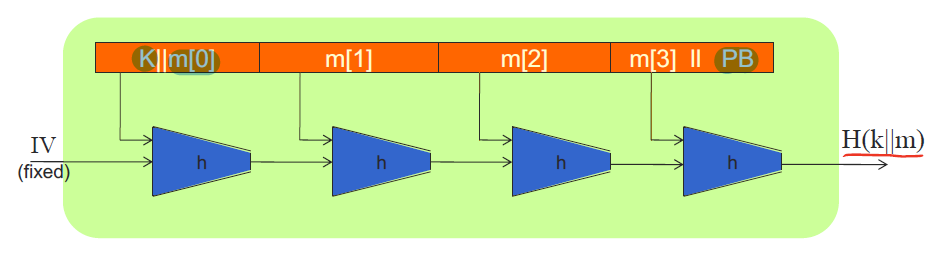 K||m[0] m[1] m[2] m[3] || PB
IV
(fixed)
h h h h
H(k||m)